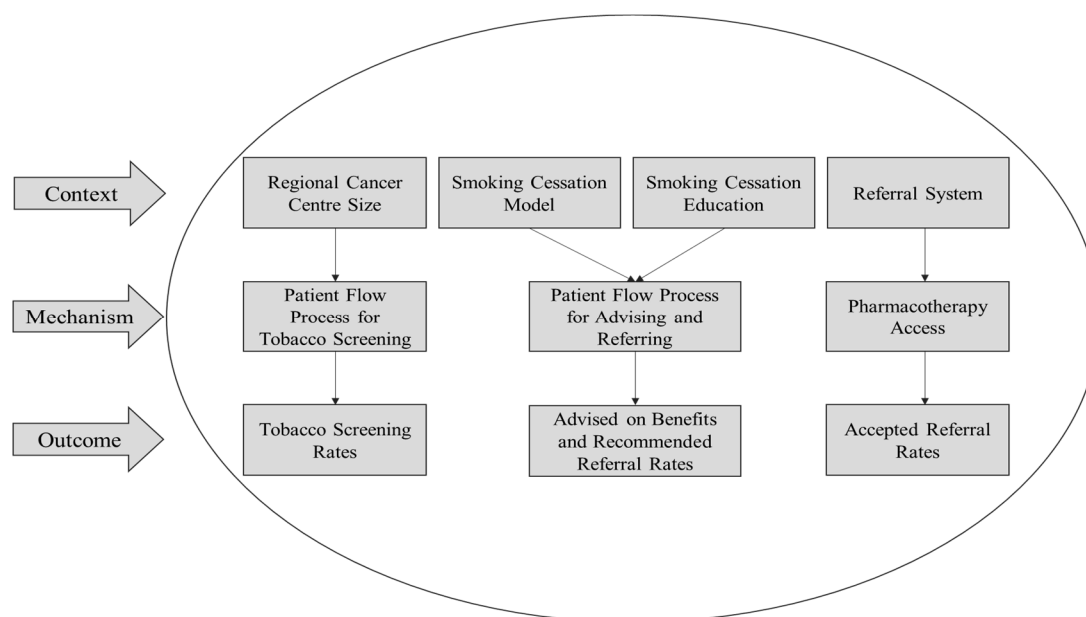 Context
Regional Cancer
Centre Size
Smoking Cessation
Model
Smoking Cessation
Education
Referral System
Mechanism
Patient Flow
Process for
Tobacco Screening
Patient Flow Process
for Advising and
Referring
Pharmacotherapy
Access
Outcome
Tobacco Screening
Rates
Advised on Benefits
and Recommended
Referral Rates
Accepted Referral
Rates